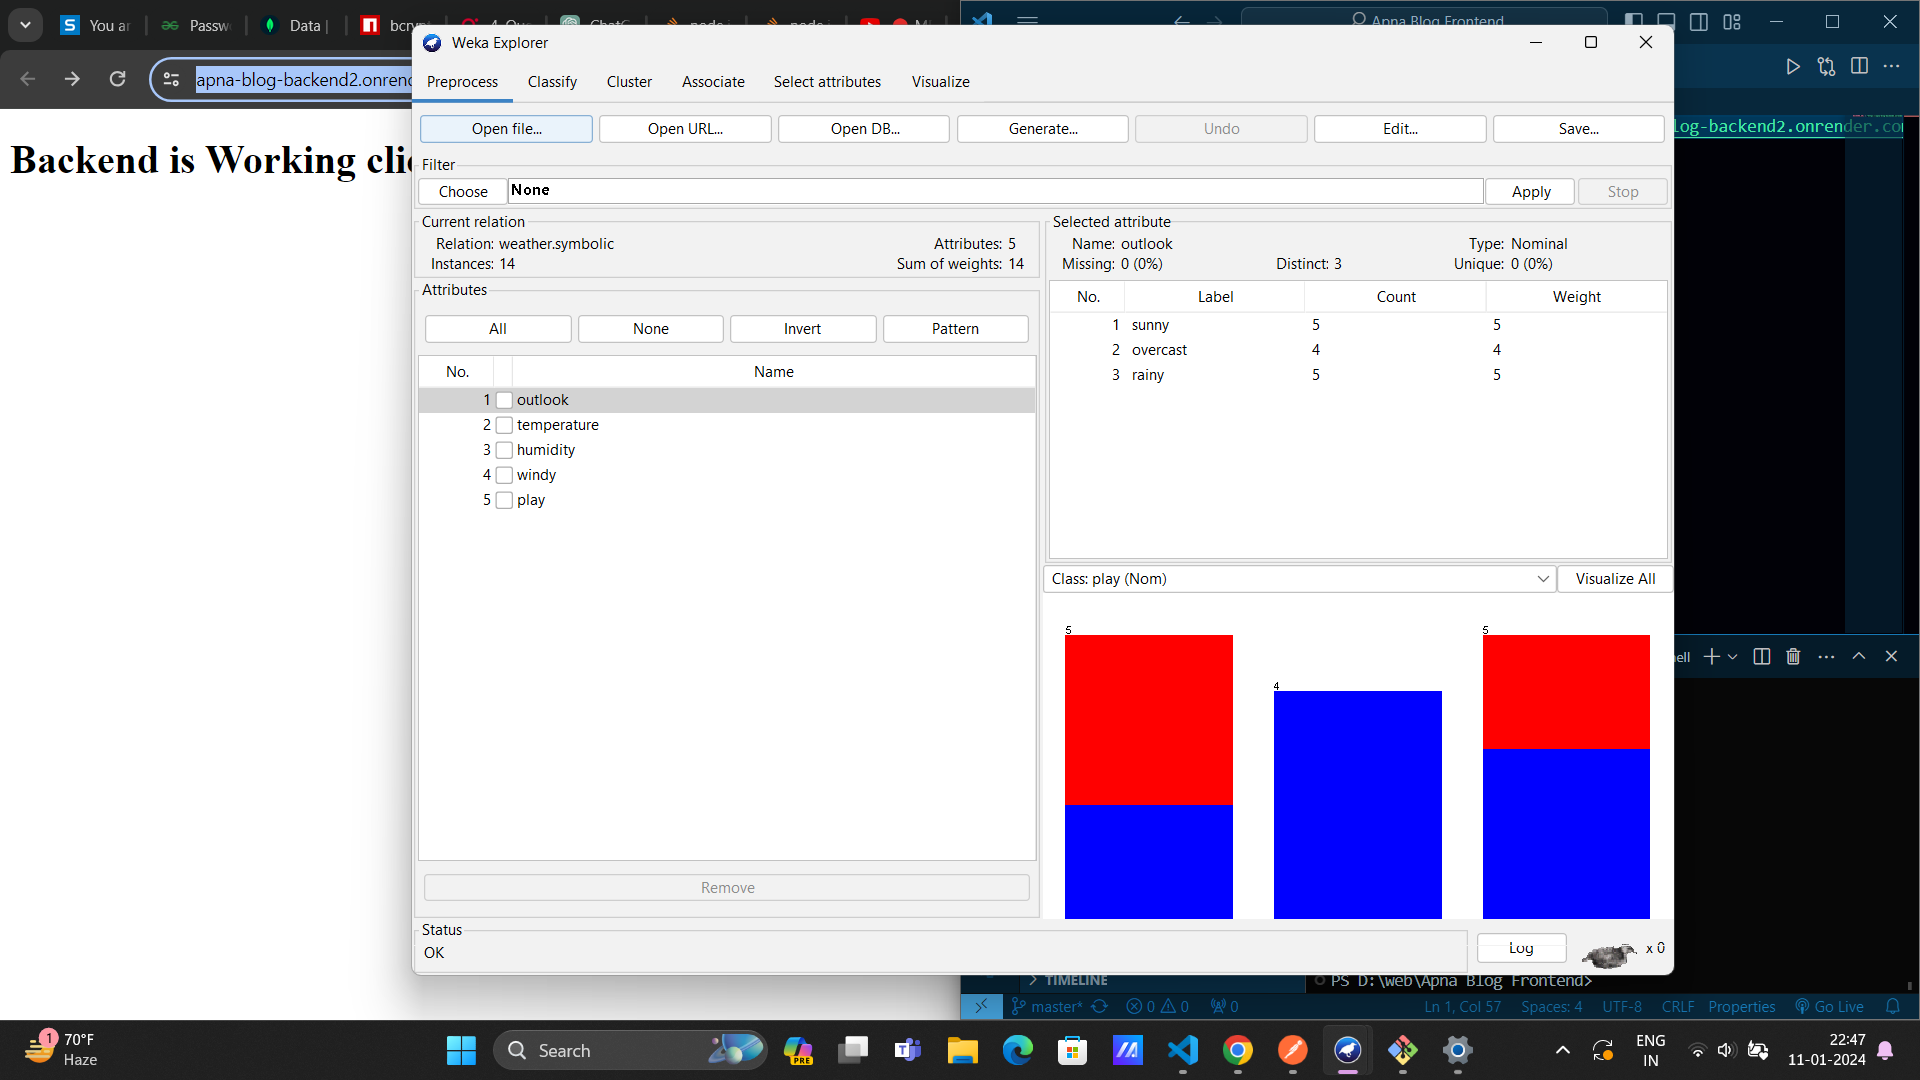 You ar
Passw
Data |
bcryp
ChatG
node j
node j
Apna Blog Frontend
apna-blog-backend2.onrend
Backend is Working clic
log-backend2.onrender.co
Weka Explorer
Preprocess Classify Cluster Associate Select attributes Visualize
Open file... Open URL... Open DB... Generate... Undo Edit... Save...
Filter
Choose None Apply Stop
Current relation
Relation: weather.symbolic Attributes: 5
Instances: 14 Sum of weights: 14
Attributes
All None Invert Pattern
No. Name
1 outlook
2 temperature
3 humidity
4 windy
5 play
Remove
Selected attribute
Name: outlook Type: Nominal
Missing: 0 (0%) Distinct: 3 Unique: 0 (0%)
No. Label Count Weight
1 sunny 5 5
2 overcast 4 4
3 rainy 5 5
Class: play (Nom) Visualize All
5 4 5
Status
OK
Log x 0
ell
TIMELINE
PS D:\web\Apna Blog Frontend>
master* 0 0 0 Ln 1, Col 57 Spaces: 4 UTF-8 CRLF Properties Go Live
1
70°F
Haze
Search
PRE
ENG
IN
22:47
11-01-2024